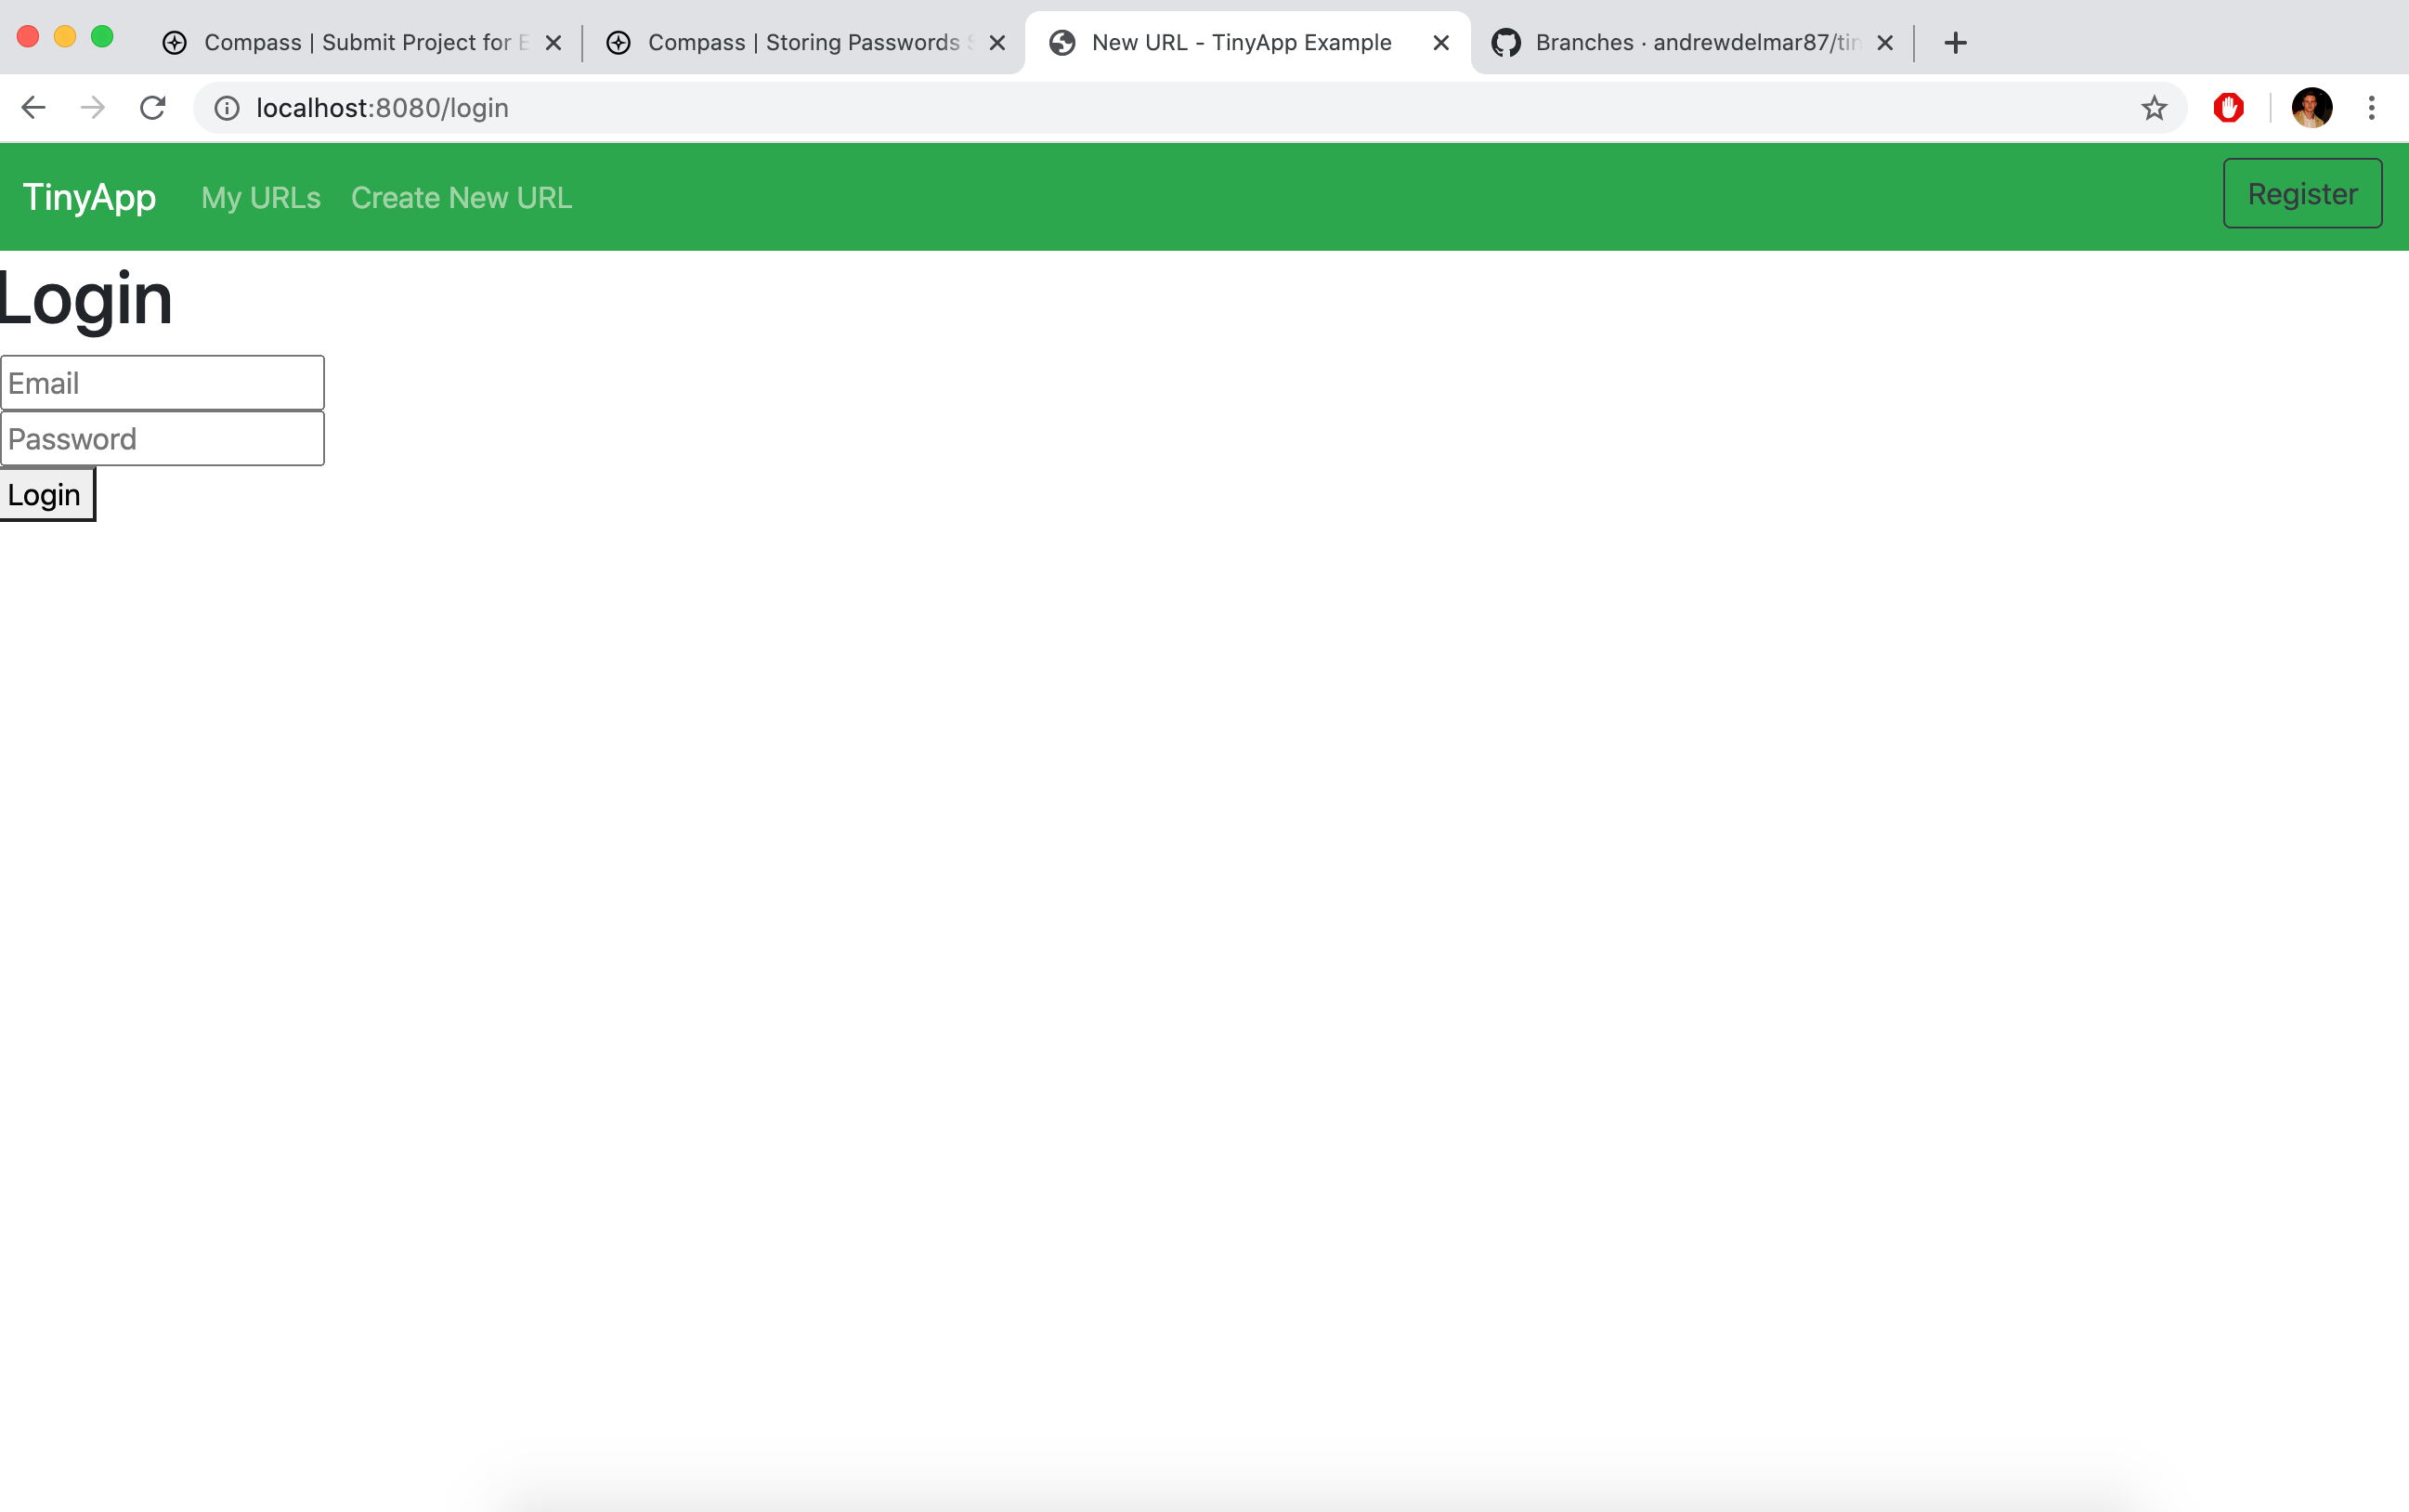 Compass | Submit Project for E
Compass | Storing Passwords S
New URL - TinyApp Example
Branches · andrewdelmar87/tin
localhost:8080/login
TinyApp
My URLs
Create New URL
Register
Login
Email
Password
Login